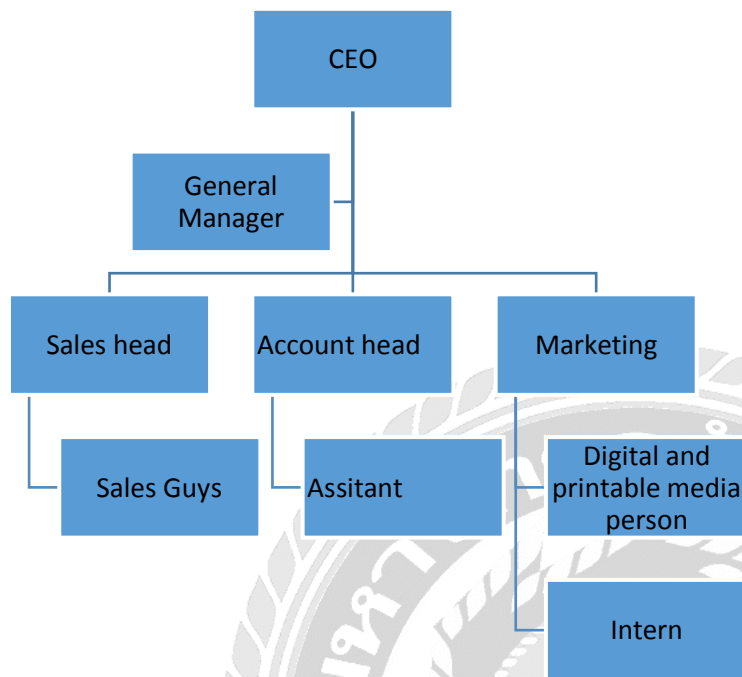 CEO
General
Manager
Sales head
Account head
Marketing
Sales Guys
Assitant
Digital and
printable media
person
Intern